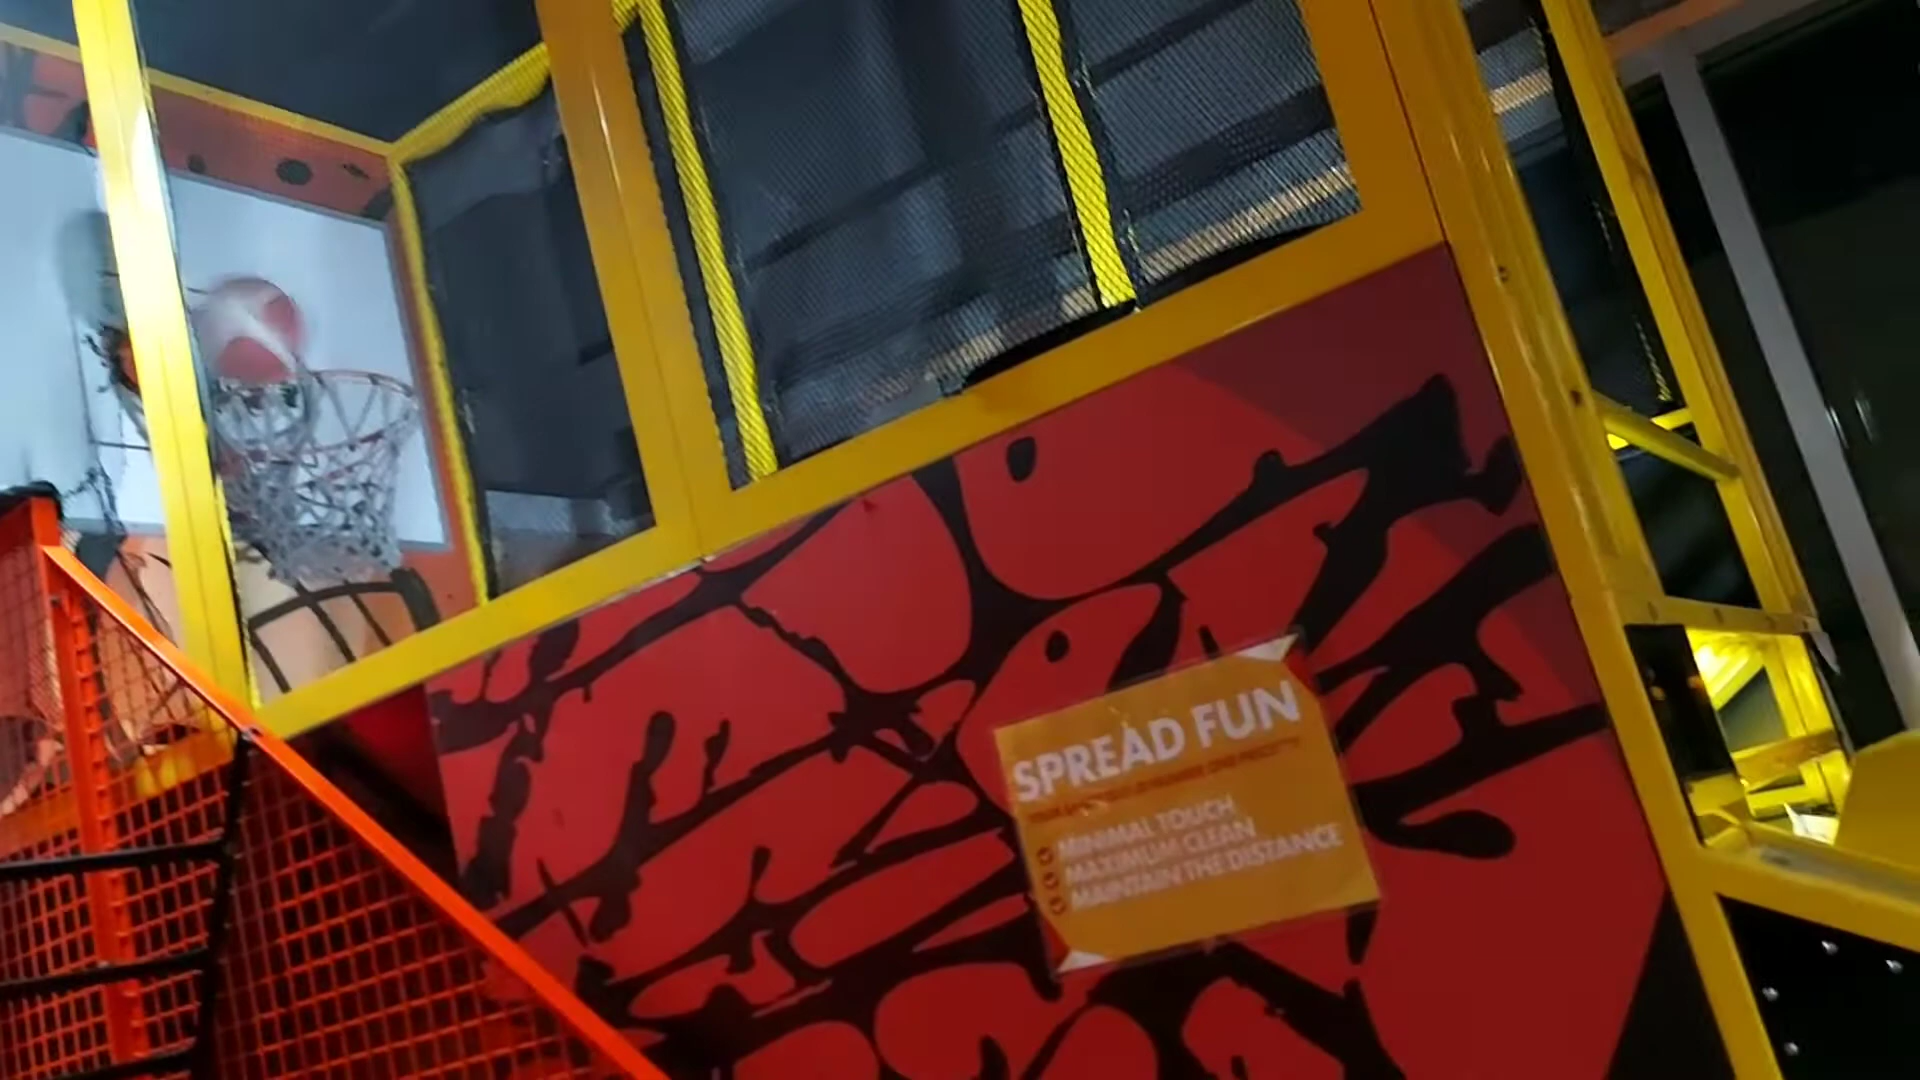 SPREAD FUN
MINIMAL TOUCH
MAXIMUM CLEAN
MAINTAIN THE DISTANCE